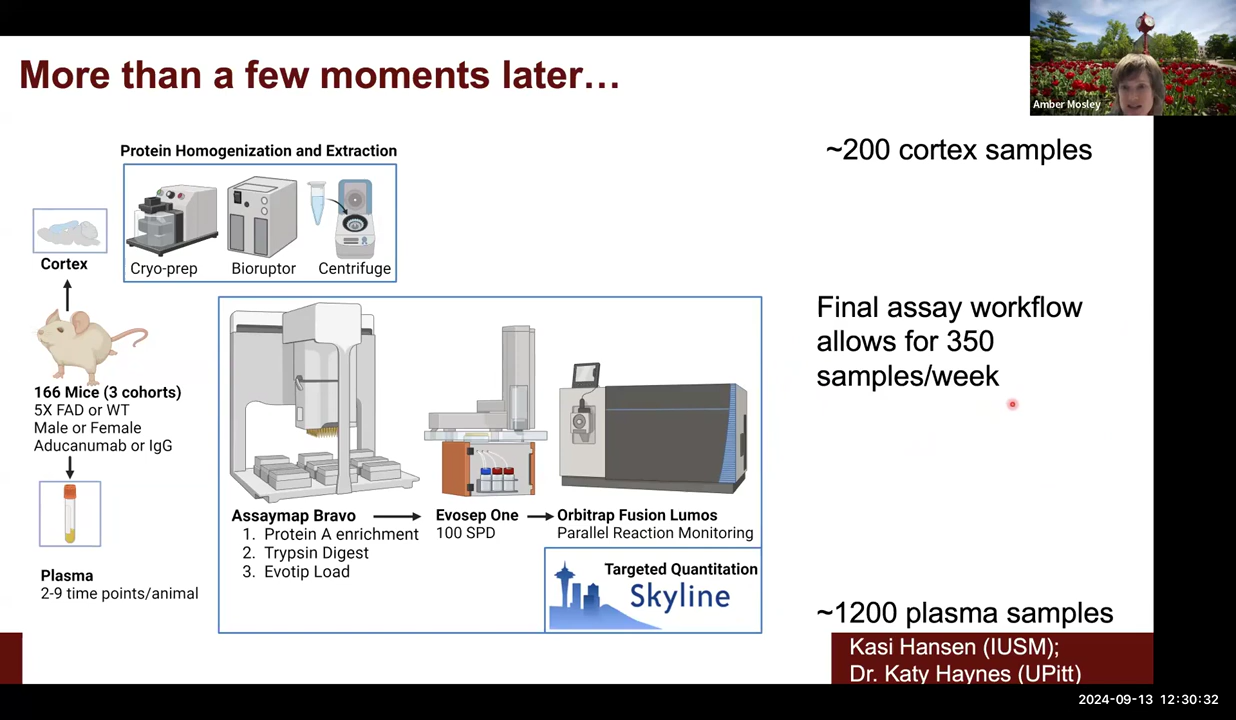 More than a few moments later…
Amber Mosley
Protein Homogenization and Extraction
Cryo-prep
Bioruptor
Centrifuge
Cortex
166 Mice (3 cohorts)
5X FAD or WT
Male or Female
Aducanumab or IgG
Plasma
2-9 time points/animal
Assaymap Bravo
1. Protein A enrichment
2. Trypsin Digest
3. Evotip Load
Evosep One
100 SPD
Orbitrap Fusion Lumos
Parallel Reaction Monitoring
Targeted Quantitation
Skyline
~200 cortex samples
Final assay workflow
allows for 350
samples/week
~1200 plasma samples
Kasi Hansen (IUSM);
Dr. Katy Haynes (UPitt)
2024-09-13 12:30:32